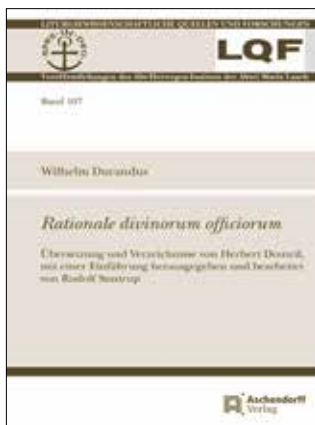 LITURGIEWISSENSCHAFTLICHE QUELLEN UND FORSCHUNGEN
LQF
Veröffentlichungen des Abt-Herwegen-Instituts der Abtei Maria Laach
Band 107
Wilhelm Durandus
Rationale divinorum officiorum
Übersetzung und Verzeichnisse von Herbert Douteil,
mit einer Einführung herausgegeben und bearbeitet
von Rudolf Suntrup
Aschendorff
Verlag